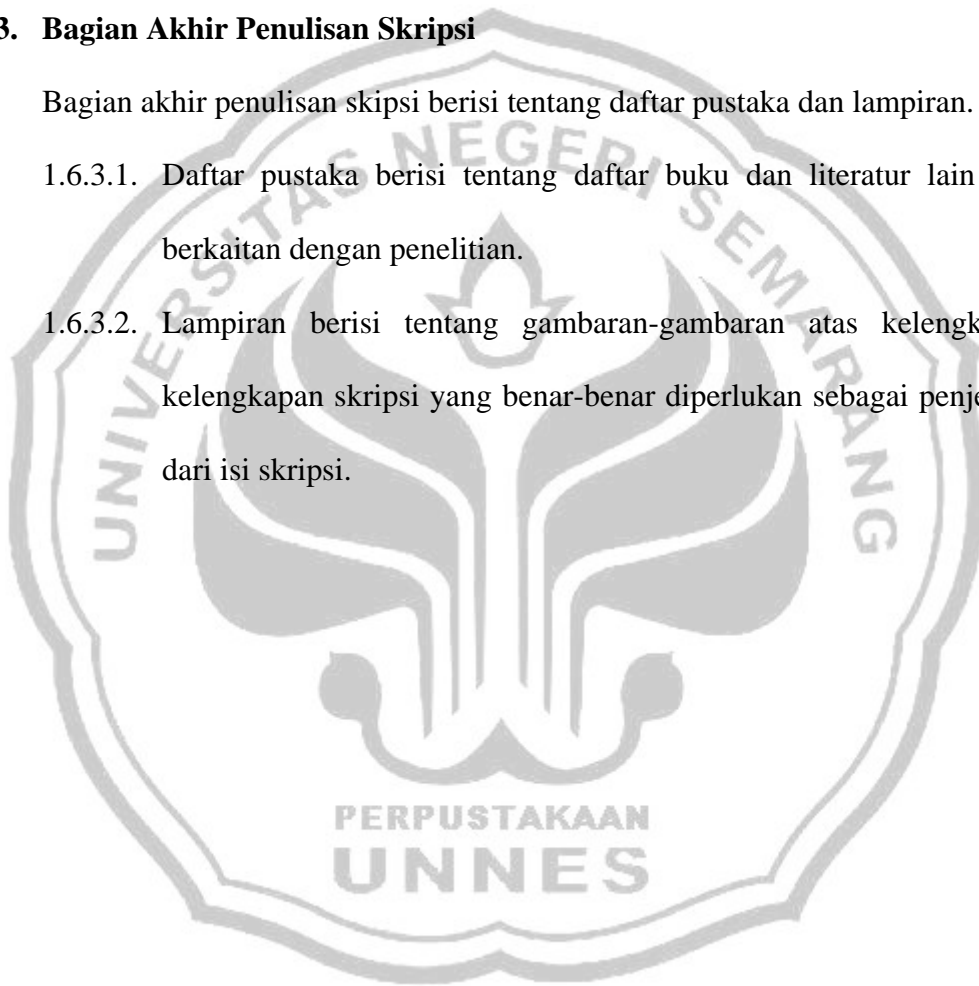 3. Bagian Akhir Penulisan Skripsi
Bagian akhir penulisan skipsi berisi tentang daftar pustaka dan lampiran.
1.6.3.1. Daftar pustaka berisi tentang daftar buku dan literatur lain
berkaitan dengan penelitian.
1.6.3.2. Lampiran berisi tentang gambaran-gambaran atas kelengk
kelengkapan skripsi yang benar-benar diperlukan sebagai penje
dari isi skripsi.
UNIVERSITAS NEGERI SEMARANG
PERPUSTAKAAN
UNNES